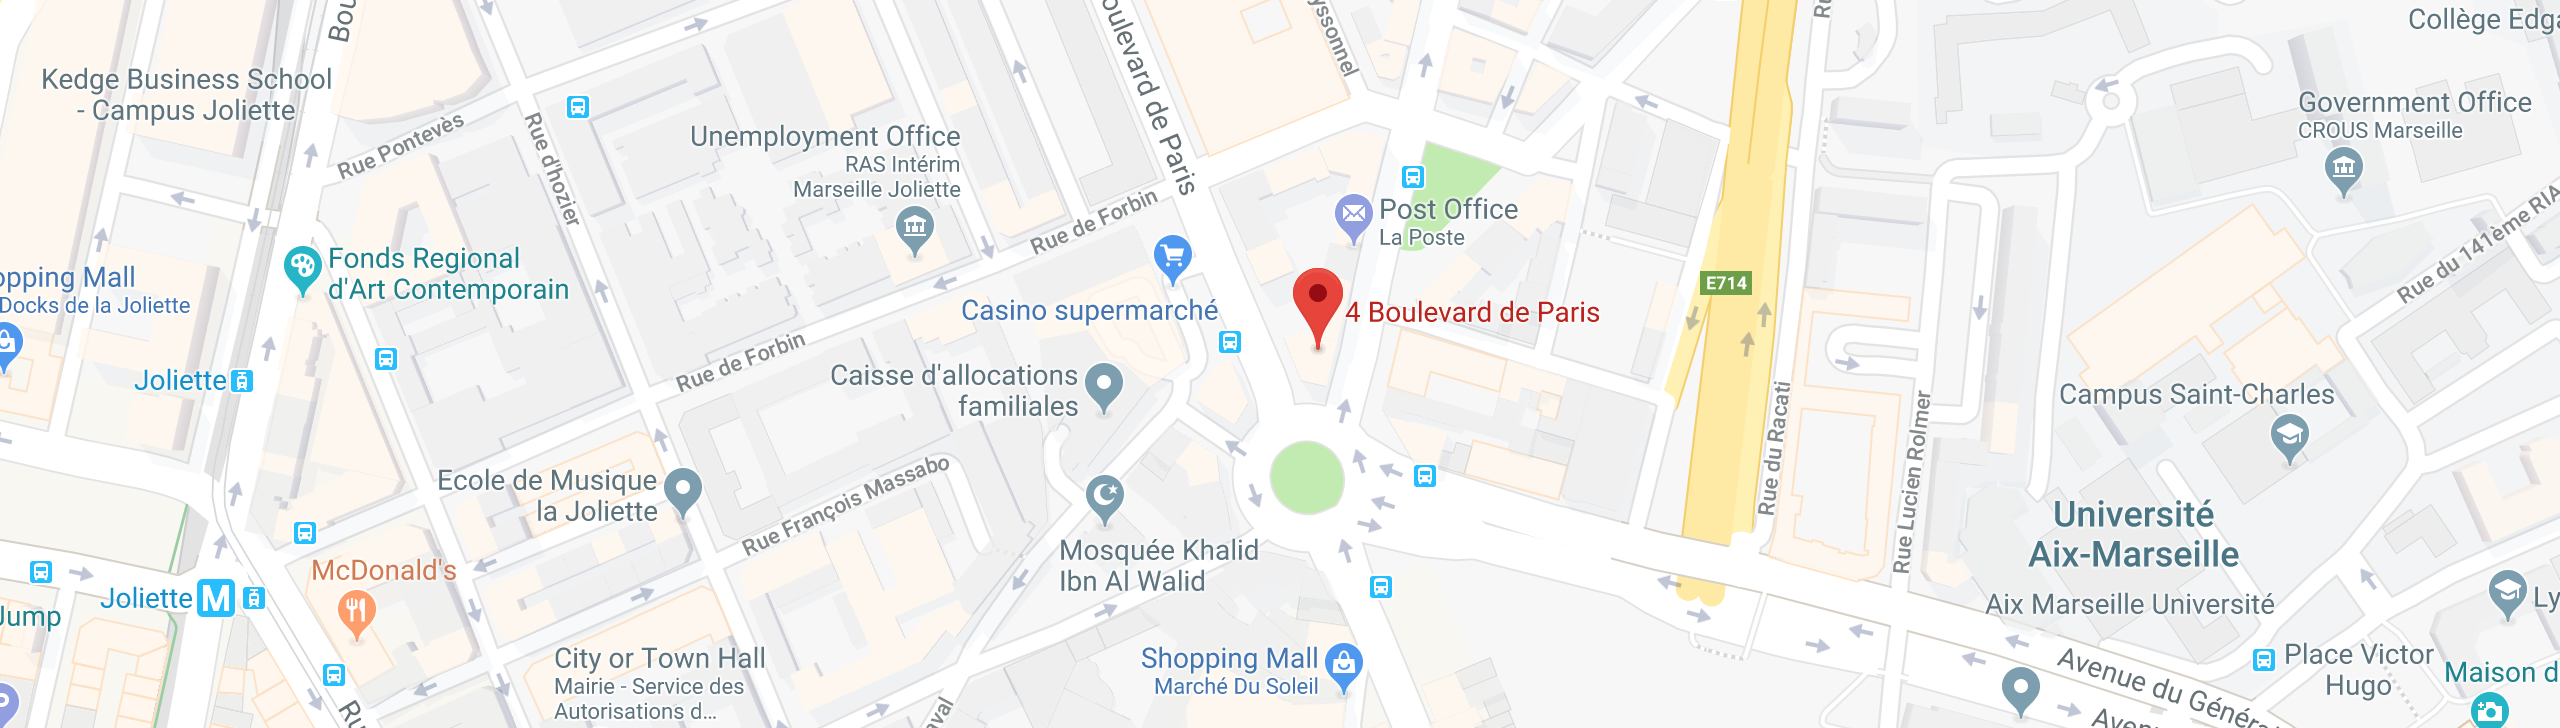 Kedge Business School
- Campus Joliette
Bou
Rue Pontevès
Rue d'hozier
Unemployment Office
RAS Intérim
Marseille Joliette
oulevard de Paris
yssonnel
Ru
Collège Edga
Government Office
CROUS Marseille
Rue du 141ème RIA
Rue de Forbin
Post Office
La Poste
Fonds Regional
d'Art Contemporain
opping Mall
Docks de la Joliette
Casino supermarché
4 Boulevard de Paris
E714
Joliette
Rue de Forbin
Caisse d'allocations
familiales
Rue du Racati
Rue Lucien Rolmer
Campus Saint-Charles
Ecole de Musique
la Joliette
Rue François Massabo
Mosquée Khalid
Ibn Al Walid
Université
Aix-Marseille
Aix Marseille Université
McDonald's
Joliette M
Jump
City or Town Hall
Mairie - Service des
Autorisations d...
Shopping Mall
Marché Du Soleil
Ly
Place Victor
Hugo
Maison d
Avenue du Général
Aven
Ru
aval